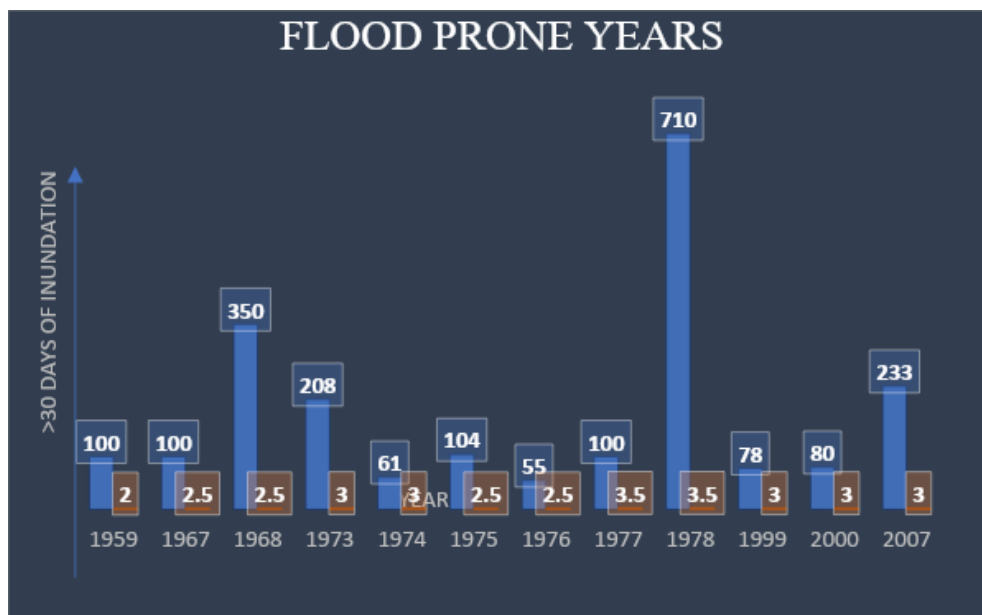 FLOOD PRONE YEARS
>30 DAYS OF INUNDATION
100 100 350 208 61 104 55 100 710 78 80 233
2 2.5 2.5 3 3 2.5 2.5 3.5 3.5 3 3 3
YEAR
1959 1967 1968 1973 1974 1975 1976 1977 1978 1999 2000 2007